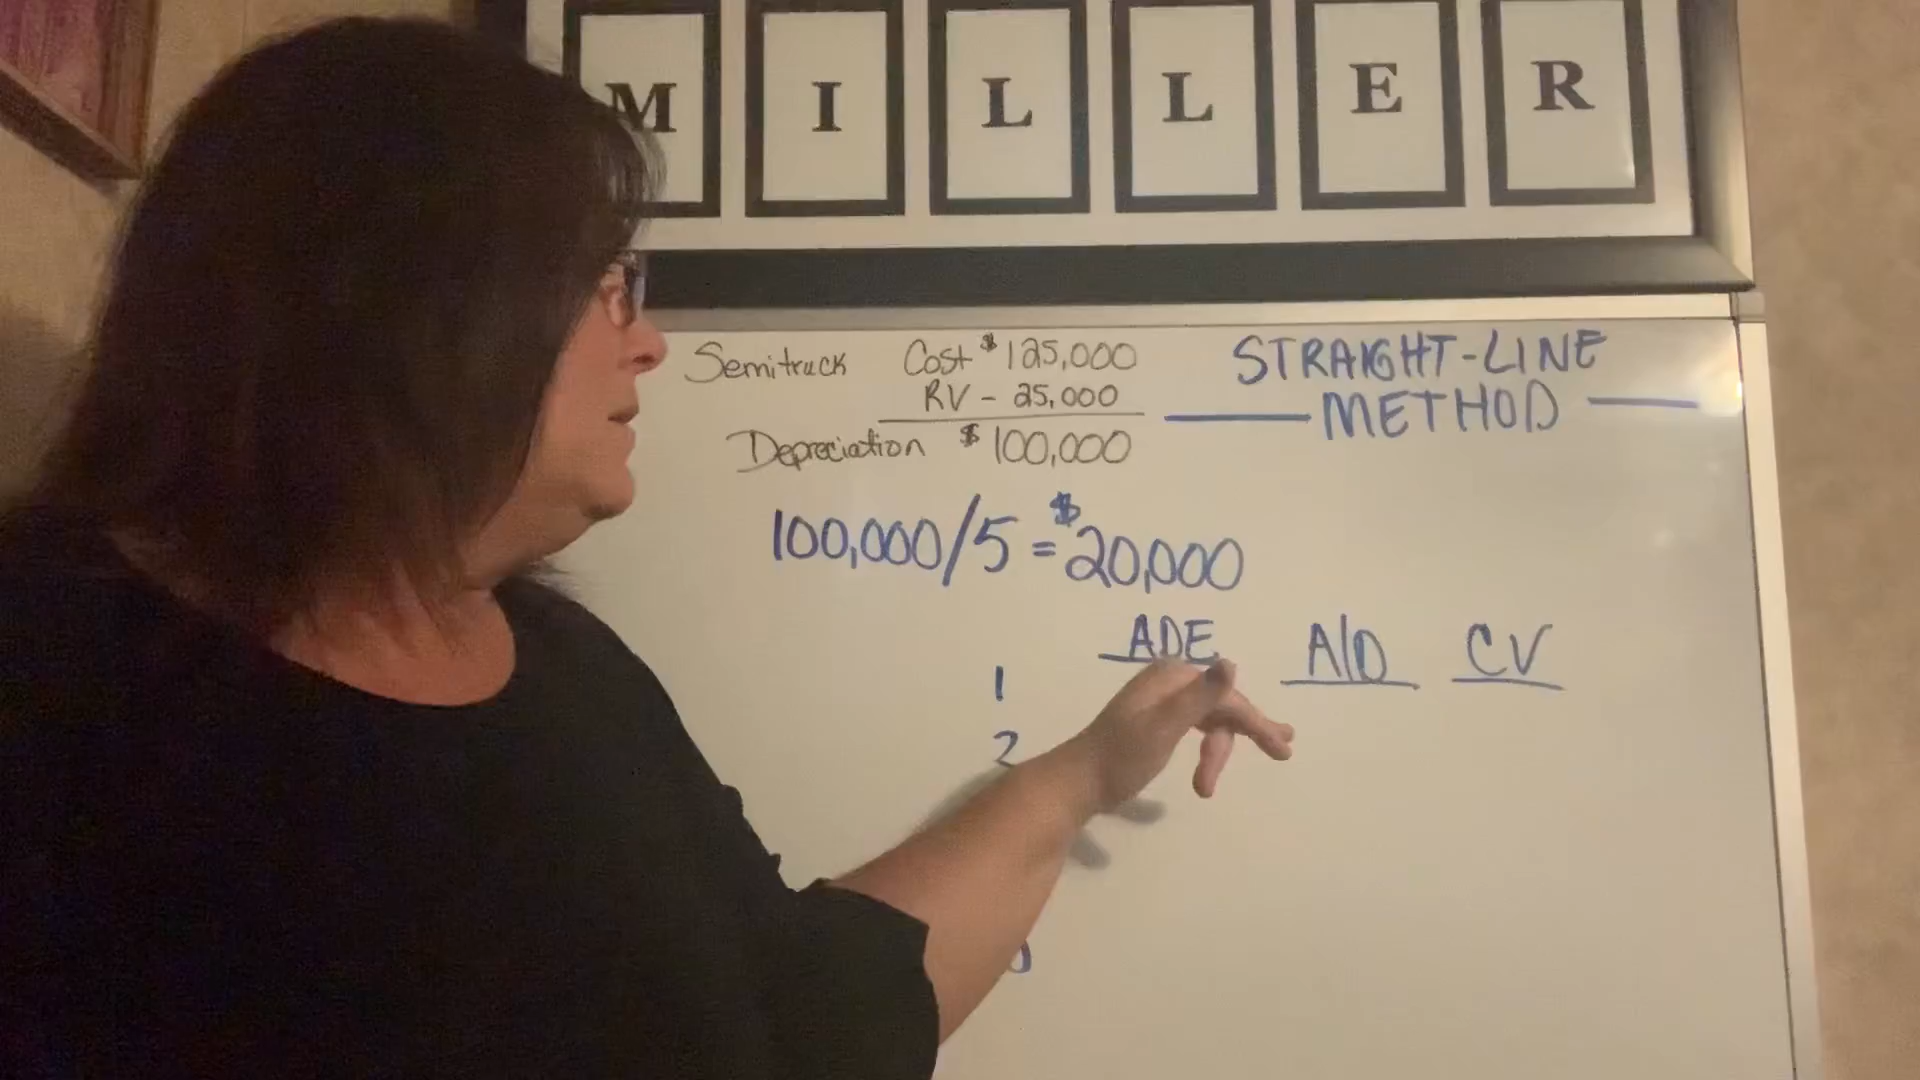 MILLER
Semitruck Cost $125,000
RV - 25,000
Depreciation $100,000
STRAIGHT-LINE
METHOD
100,000/5 = $20,000
ADE A/D CV
1
2